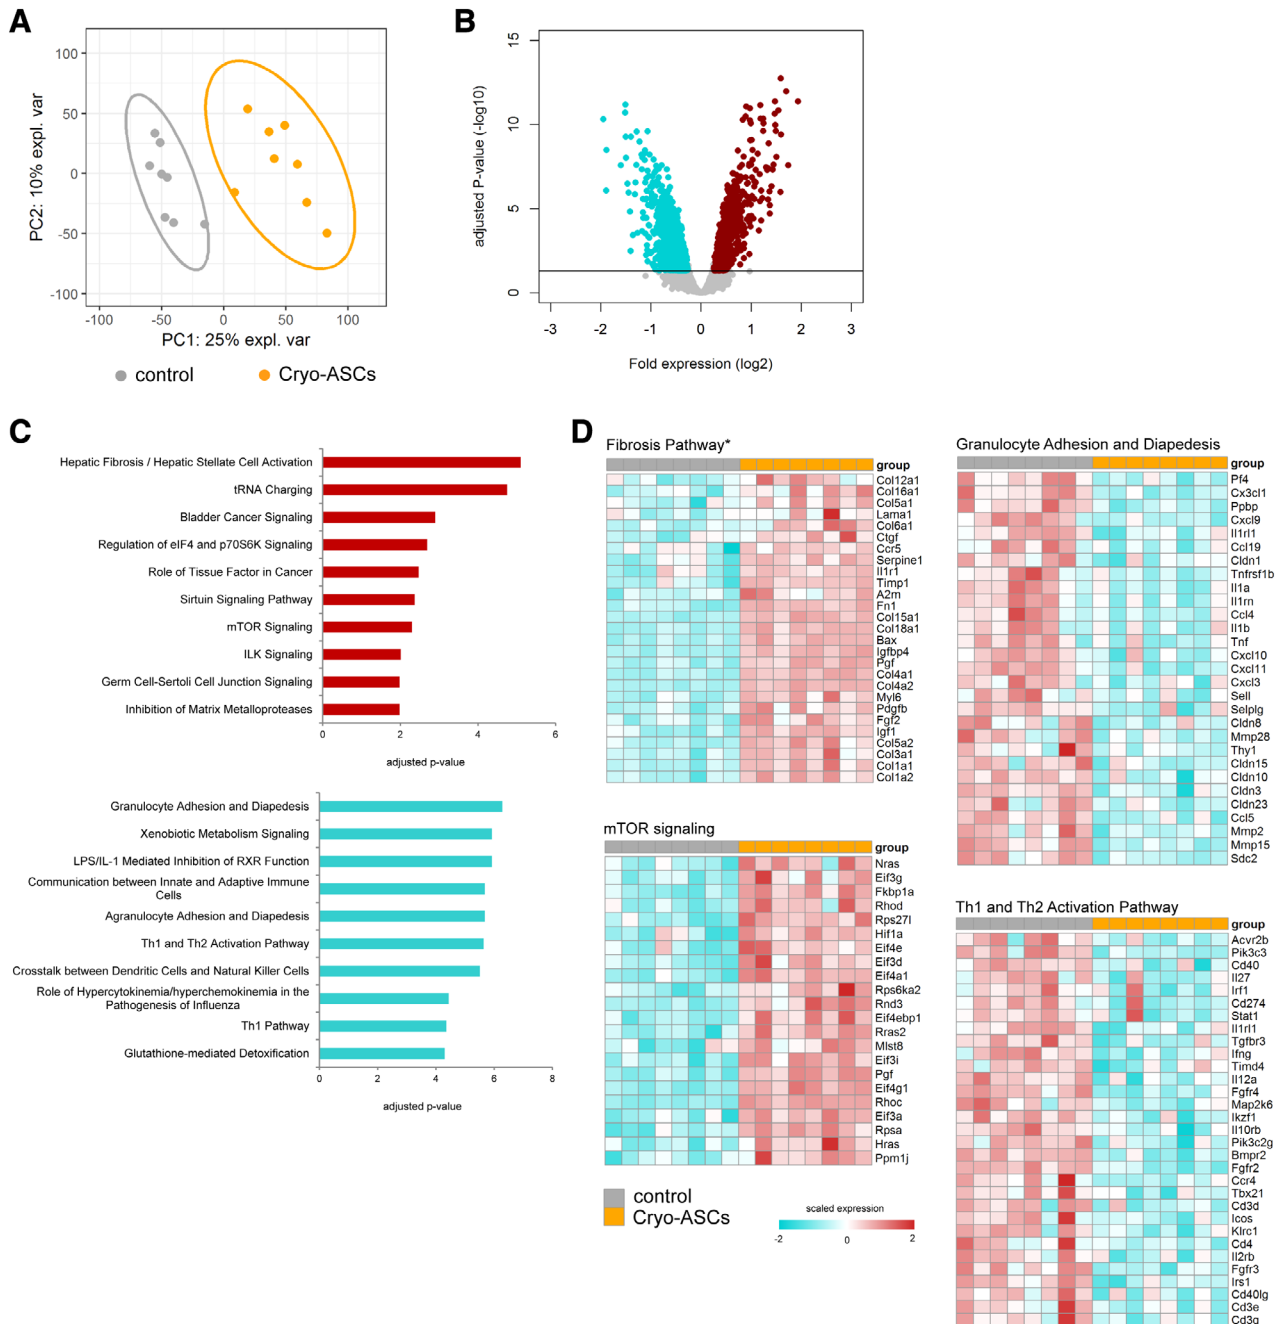 A
100
50
0
-50
-100
-100
-50
0
50
100
PC2: 10% expl. var
PC1: 25% expl. var
control
Cryo-ASCs
B
15
10
5
0
-3
-2
-1
0
1
2
3
adjusted P-value (-log10)
Fold expression (log2)
C
Hepatic Fibrosis / Hepatic Stellate Cell Activation
tRNA Charging
Bladder Cancer Signaling
Regulation of eIF4 and p70S6K Signaling
Role of Tissue Factor in Cancer
Sirtuin Signaling Pathway
mTOR Signaling
ILK Signaling
Germ Cell-Sertoli Cell Junction Signaling
Inhibition of Matrix Metalloproteases
0
2
4
6
adjusted p-value
Granulocyte Adhesion and Diapedesis
Xenobiotic Metabolism Signaling
LPS/IL-1 Mediated Inhibition of RXR Function
Communication between Innate and Adaptive Immune
Cells
Agranulocyte Adhesion and Diapedesis
Th1 and Th2 Activation Pathway
Crosstalk between Dendritic Cells and Natural Killer Cells
Role of Hypercytokinemia/hyperchemokinemia in the
Pathogenesis of Influenza
Th1 Pathway
Glutathione-mediated Detoxification
0
2
4
6
8
adjusted p-value
D
Fibrosis Pathway*
group
Col12a1
Col16a1
Col5a1
Lama1
Col6a1
Ctgf
Ccr5
Serpine1
Il1r1
Timp1
A2m
Fn1
Col15a1
Col18a1
Bax
Igfbp4
Pgf
Col4a1
Col4a2
Myl6
Pdgfb
Fgf2
Igf1
Col5a2
Col3a1
Col1a1
Col1a2
mTOR signaling
group
Nras
Eif3g
Fkbp1a
Rhod
Rps27l
Hif1a
Eif4e
Eif3d
Eif4a1
Rps6ka2
Rnd3
Eif4ebp1
Rras2
Mlst8
Eif3i
Pgf
Eif4g1
Rhoc
Eif3a
Rpsa
Hras
Ppm1j
control
Cryo-ASCs
scaled expression
-2
0
2
Granulocyte Adhesion and Diapedesis
group
Pf4
Cx3cl1
Ppbp
Cxcl9
Il1rl1
Ccl19
Cldn1
Tnfrsf1b
Il1a
Il1rn
Ccl4
Il1b
Tnf
Cxcl10
Cxcl11
Cxcl3
Sell
Selplg
Cldn8
Mmp28
Thy1
Cldn15
Cldn10
Cldn3
Cldn23
Ccl5
Mmp2
Mmp15
Sdc2
Th1 and Th2 Activation Pathway
group
Acvr2b
Pik3c3
Cd40
Il27
Irf1
Cd274
Stat1
Il1rl1
Tgfbr3
Ifng
Timd4
Il12a
Fgfr4
Map2k6
Ikzf1
Il10rb
Pik3c2g
Bmpr2
Fgfr2
Ccr4
Tbx21
Cd3d
Icos
Klrc1
Cd4
Il2rb
Fgfr3
Irs1
Cd40lg
Cd3e
Cd3g